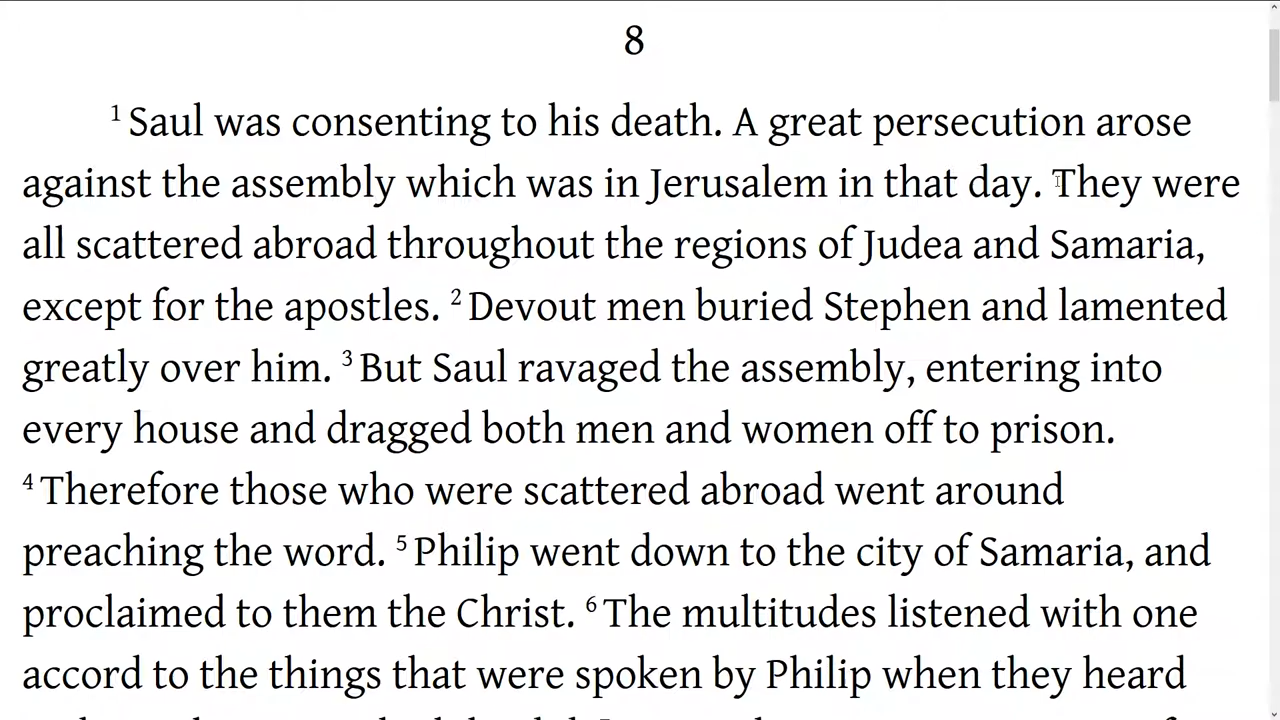 8
1 Saul was consenting to his death. A great persecution arose
against the assembly which was in Jerusalem in that day. They were
all scattered abroad throughout the regions of Judea and Samaria,
except for the apostles. 2 Devout men buried Stephen and lamented
greatly over him. 3 But Saul ravaged the assembly, entering into
every house and dragged both men and women off to prison.
4 Therefore those who were scattered abroad went around
preaching the word. 5 Philip went down to the city of Samaria, and
proclaimed to them the Christ. 6 The multitudes listened with one
accord to the things that were spoken by Philip when they heard